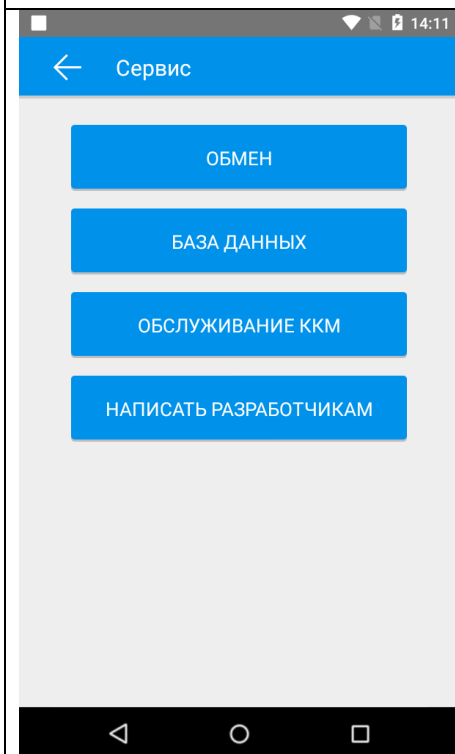 14:11
Сервис
ОБМЕН
БАЗА ДАННЫХ
ОБСЛУЖИВАНИЕ ККМ
НАПИСАТЬ РАЗРАБОТЧИКАМ